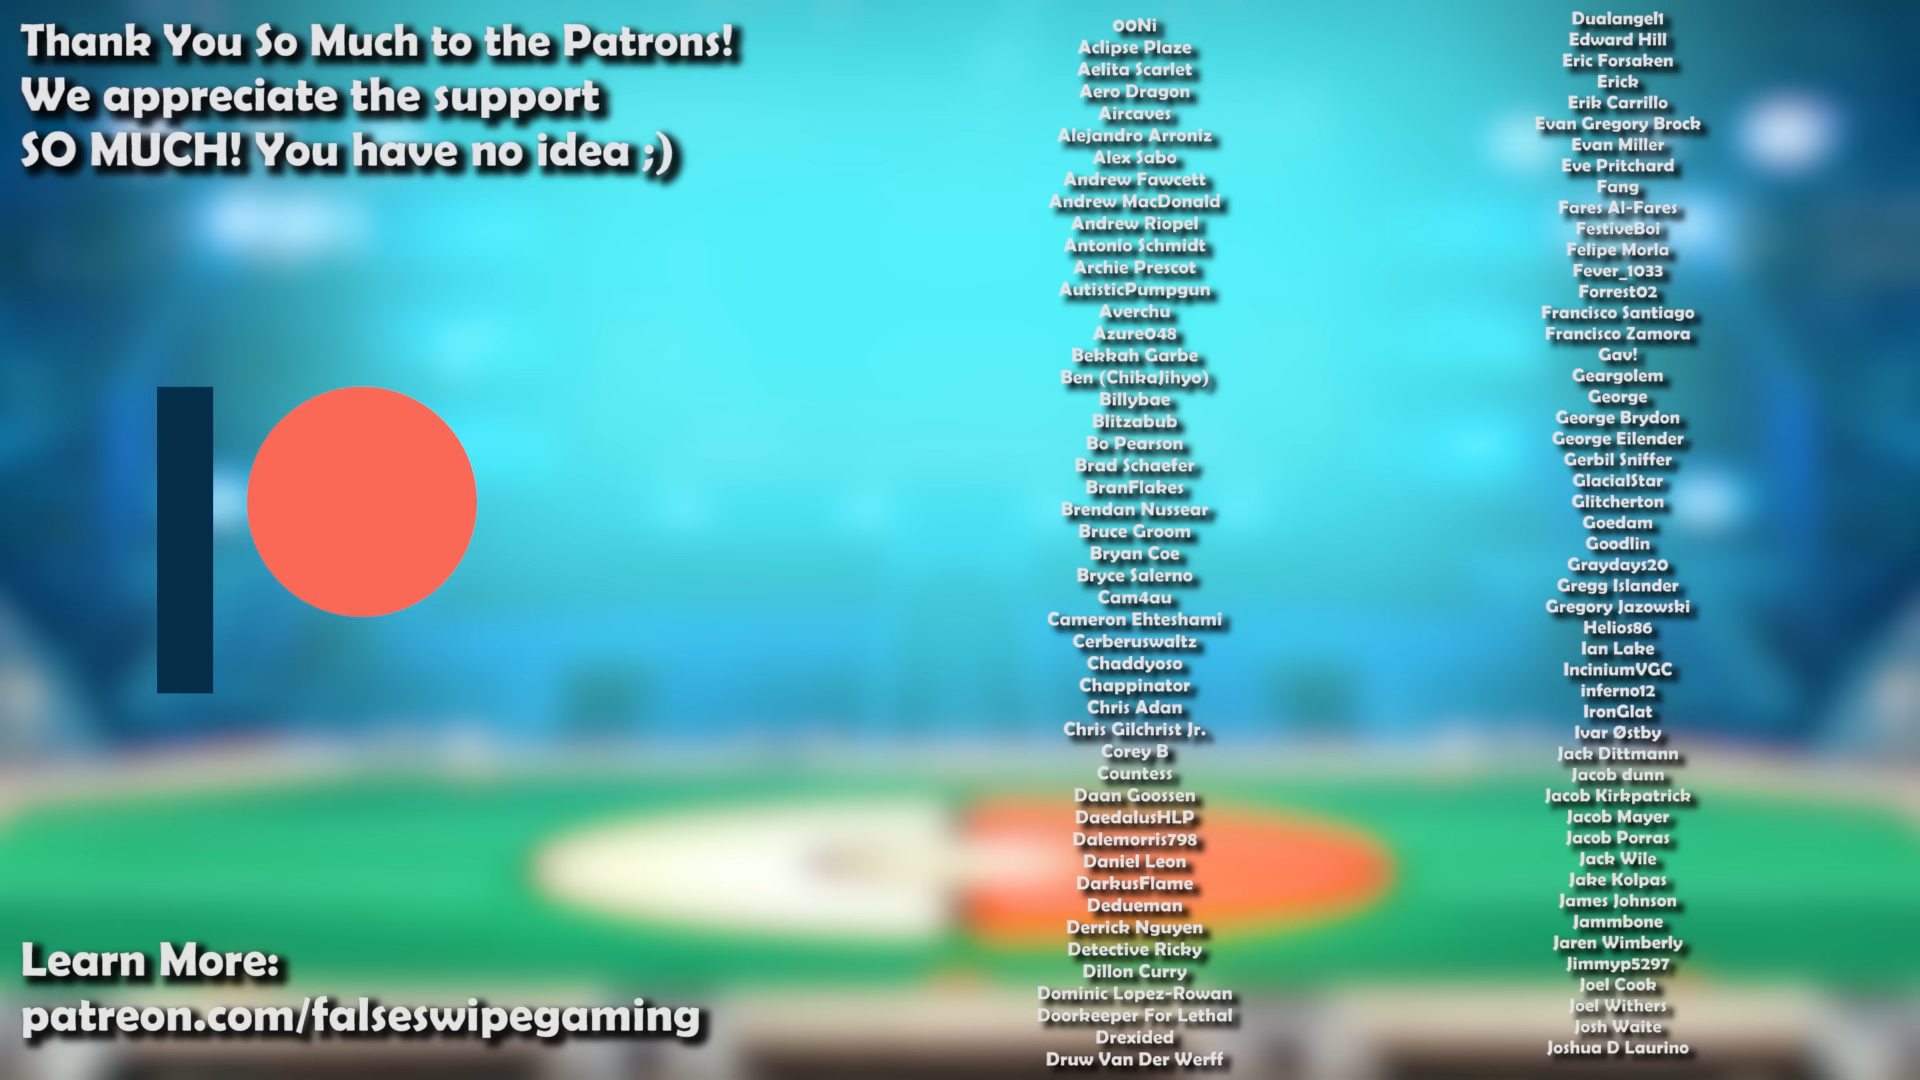 Thank You So Much to the Patrons!
We appreciate the support
SO MUCH! You have no idea ;)
Learn More:
patreon.com/falseswipegaming
00Ni
Aclipse Plaze
Aelita Scarlet
Aero Dragon
Aircaves
Alejandro Arroniz
Alex Sabo
Andrew Fawcett
Andrew MacDonald
Andrew Riopel
Antonio Schmidt
Archie Prescot
AutisticPumpgun
Averchu
Azure048
Bekkah Garbe
Ben (ChikaJihyo)
Billybae
Blitzabub
Bo Pearson
Brad Schaefer
BranFlakes
Brendan Nussear
Bruce Groom
Bryan Coe
Bryce Salerno
Cam4au
Cameron Ehteshami
Cerberuswaltz
Chaddyoso
Chappinator
Chris Adan
Chris Gilchrist Jr.
Corey B
Countess
Daan Goossen
DaedalusHLP
Dalemorris798
Daniel Leon
DarkusFlame
Dedueman
Derrick Nguyen
Detective Ricky
Dillon Curry
Dominic Lopez-Rowan
Doorkeeper For Lethal
Drexided
Druw Van Der Werff
Dualangel1
Edward Hill
Eric Forsaken
Erick
Erik Carrillo
Evan Gregory Brock
Evan Miller
Eve Pritchard
Fang
Fares Al-Fares
FestiveBoi
Felipe Morla
Fever_1033
Forrest02
Francisco Santiago
Francisco Zamora
Gav!
Geargolem
George
George Brydon
George Eilender
Gerbil Sniffer
GlacialStar
Glitcherton
Goedam
Goodlin
Graydays20
Gregg Islander
Gregory Jazowski
Helios86
Ian Lake
InciniumVGC
inferno12
IronGlat
Ivar Østby
Jack Dittmann
Jacob dunn
Jacob Kirkpatrick
Jacob Mayer
Jacob Porras
Jack Wile
Jake Kolpas
James Johnson
Jammbone
Jaren Wimberly
Jimmyp5297
Joel Cook
Joel Withers
Josh Waite
Joshua D Laurino